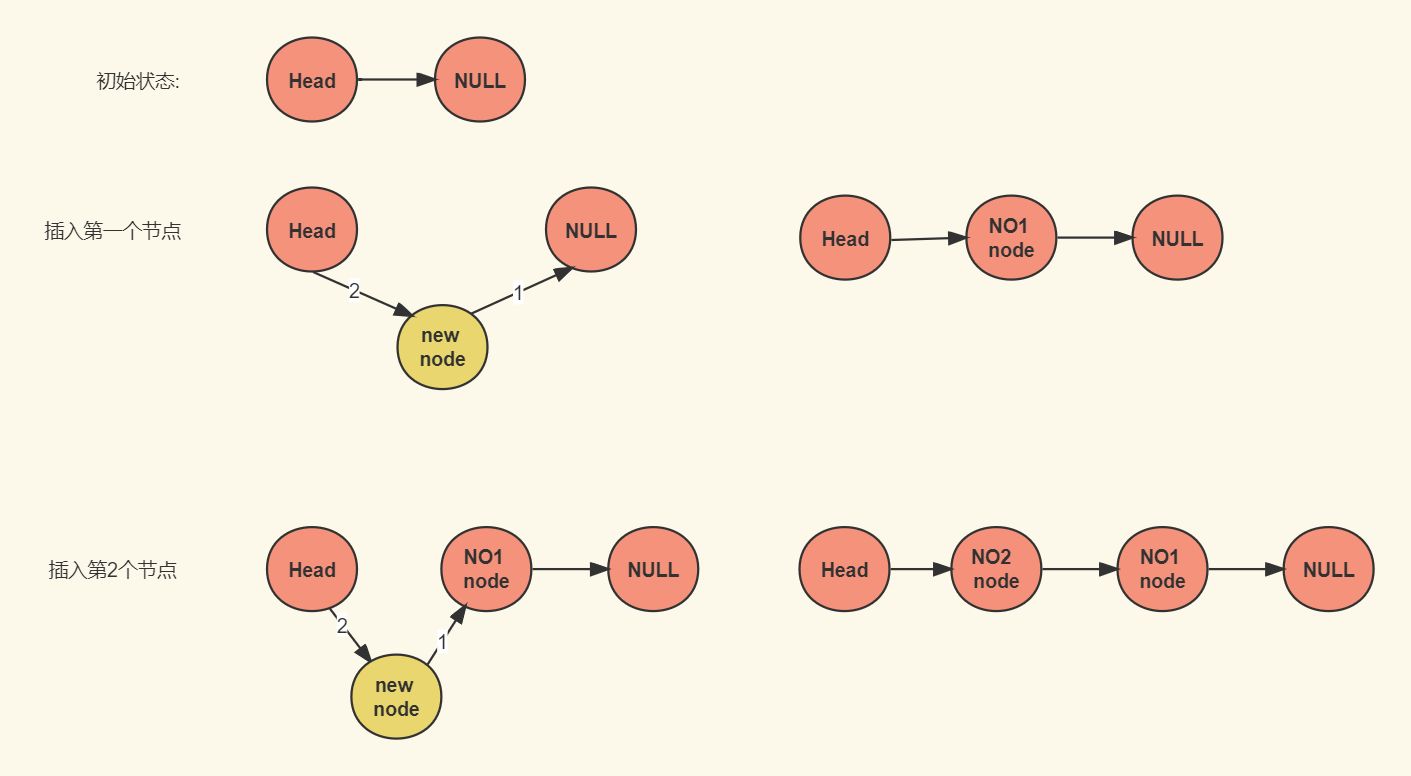 初始状态:
Head
NULL
插入第一个节点
Head
NULL
2
1
new
node
Head
NO1
node
NULL
插入第2个节点
Head
NO1
node
NULL
2
1
new
node
Head
NO2
node
NO1
node
NULL